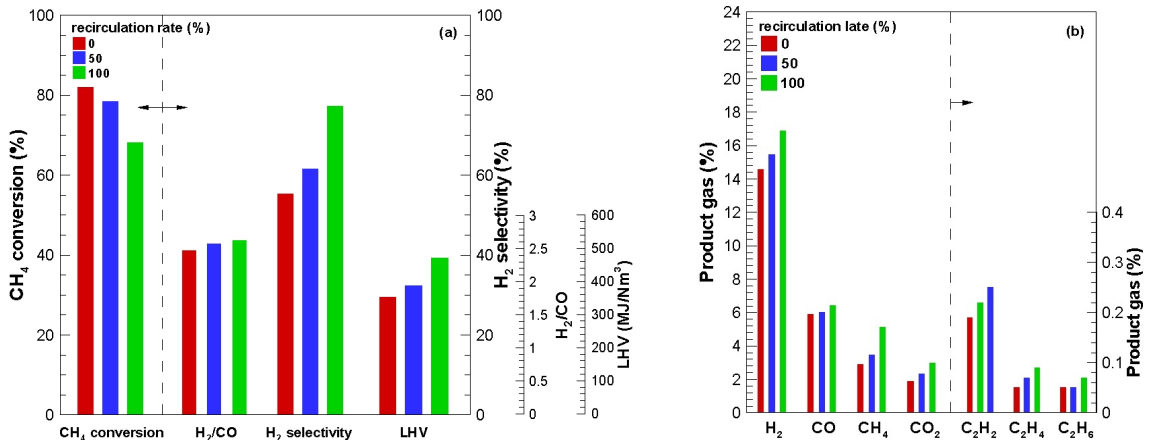 recirculation rate (%)
0
50
100
(a)
CH₄ conversion (%)
100
80
60
40
20
0
100
80
60
40
20
0
H₂ selectivity (%)
3
2.5
2
1.5
1
0.5
0
H₂/CO
600
500
400
300
200
100
0
LHV (MJ/Nm³)
CH₄ conversion
H₂/CO
H₂ selectivity
LHV
recirculation late (%)
0
50
100
(b)
Product gas (%)
24
22
20
18
16
14
12
10
8
6
4
2
0
0.4
0.3
0.2
0.1
0
Product gas (%)
H₂
CO
CH₄
CO₂
C₂H₂
C₂H₄
C₂H₆